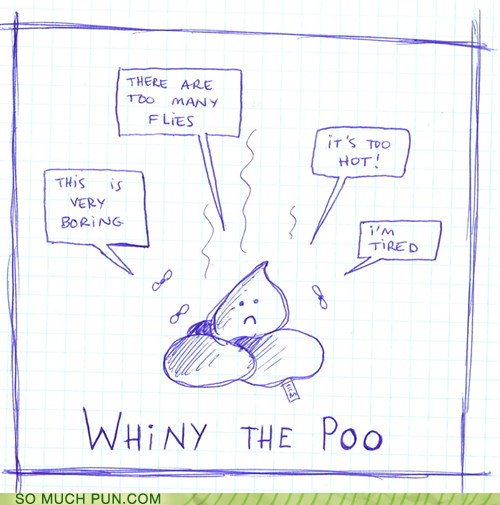 THERE ARE
TOO MANY
FLIES
IT'S TOO
HOT!
THIS IS
VERY
BORING
I'M
TIRED
WHINY THE POO
SO MUCH PUN.COM